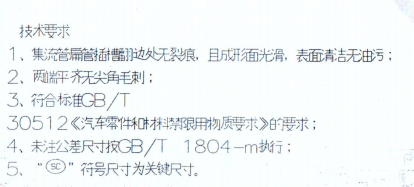 技术要求
1、集流管扁管插槽翻边处无裂痕，且成形面光滑，表面清洁无油污；
2、两端平齐无尖角毛刺；
3、符合标准GB/T
30512《汽车零件和材料禁限用物质要求》的要求；
4、未注公差尺寸按GB/T 1804-m执行；
5、“SC”符号尺寸为关键尺寸。